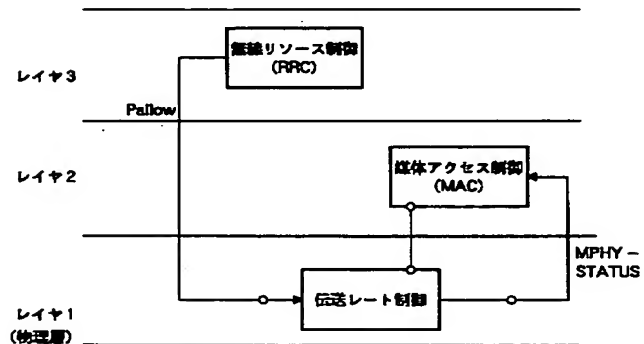 無線リソース制御
(RRC)
レイヤ3
Pallow
レイヤ2
媒体アクセス制御
(MAC)
MPHY－
STATUS
伝送レート制御
レイヤ1
(物理層)